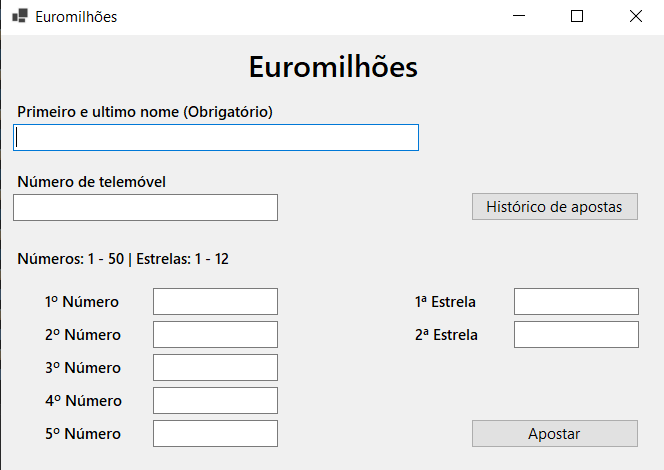 Euromilhões
Euromilhões
Primeiro e ultimo nome (Obrigatório)
Número de telemóvel
Histórico de apostas
Números: 1 - 50 | Estrelas: 1 - 12
1º Número
1ª Estrela
2º Número
2ª Estrela
3º Número
4º Número
5º Número
Apostar